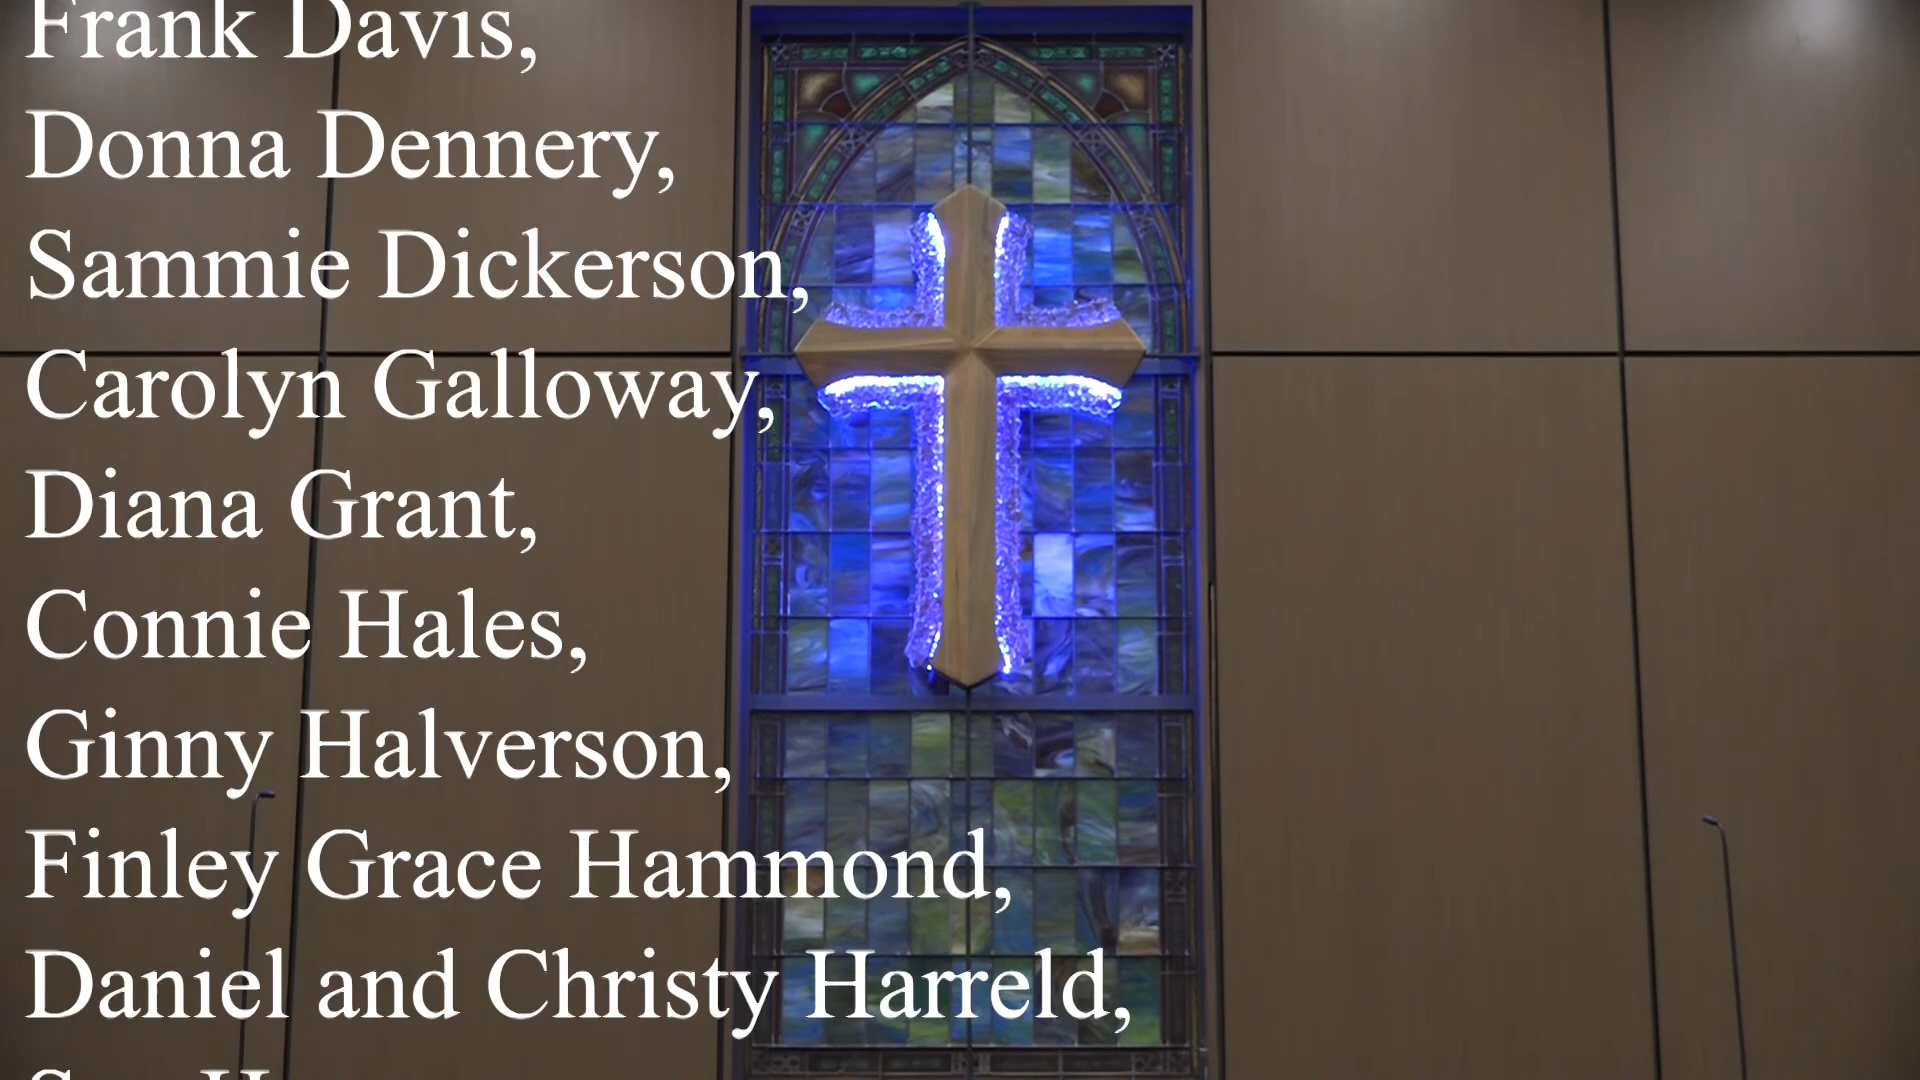 Frank Davis,
Donna Dennery,
Sammie Dickerson,
Carolyn Galloway,
Diana Grant,
Connie Hales,
Ginny Halverson,
Finley Grace Hammond,
Daniel and Christy Harreld,